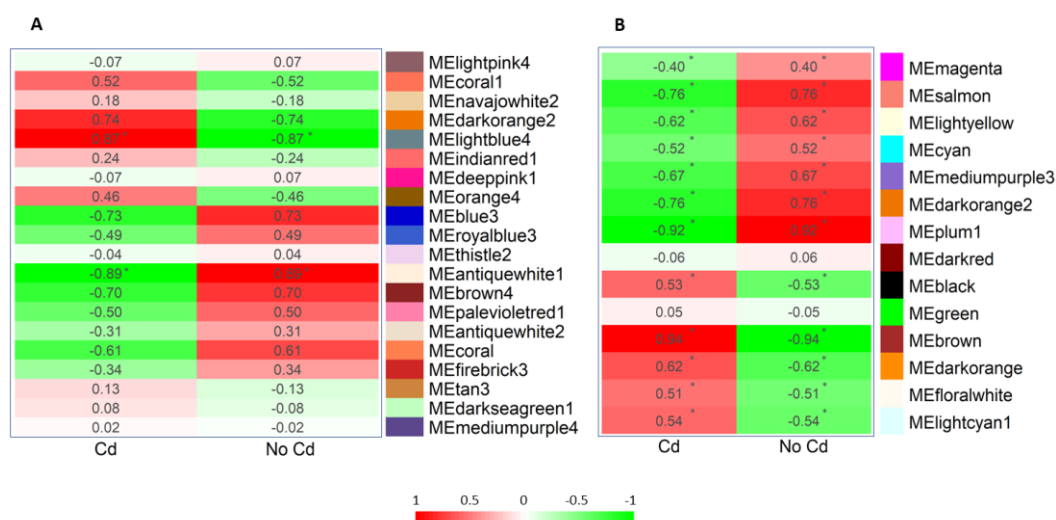 A
B
-0.07 0.07 MElightpink4
0.52 -0.52 MEcoral1
0.18 -0.18 MEnavajowhite2
0.74 -0.74 MEdarkorange2
0.87 * -0.87 * MElightblue4
0.24 -0.24 MEindianred1
-0.07 0.07 MEdeeppink1
0.46 -0.46 MEorange4
-0.73 0.73 MEblue3
-0.49 0.49 MEroyalblue3
-0.04 0.04 MEthistle2
-0.89 * 0.89 * MEantiquewhite1
-0.70 0.70 MEbrown4
-0.50 0.50 MEpalevioletred1
-0.31 0.31 MEantiquewhite2
-0.61 0.61 MEcoral
-0.34 0.34 MEfirebrick3
0.13 -0.13 MEtan3
0.08 -0.08 MEdarkseagreen1
0.02 -0.02 MEmediumpurple4
Cd No Cd
-0.40 * 0.40 * MEmagenta
-0.76 * 0.76 * MEsalmon
-0.62 * 0.62 * MElightyellow
-0.52 * 0.52 * MEcyan
-0.67 * 0.67 * MEmediumpurple3
-0.76 * 0.76 * MEdarkorange2
-0.92 * 0.92 * MEplum1
-0.06 0.06 MEdarkred
0.53 * -0.53 * MEblack
0.05 -0.05 MEgreen
0.94 * -0.94 * MEbrown
0.62 * -0.62 * MEdarkorange
0.51 * -0.51 * MEfloralwhite
0.54 * -0.54 * MElightcyan1
Cd No Cd
1 0.5 0 -0.5 -1